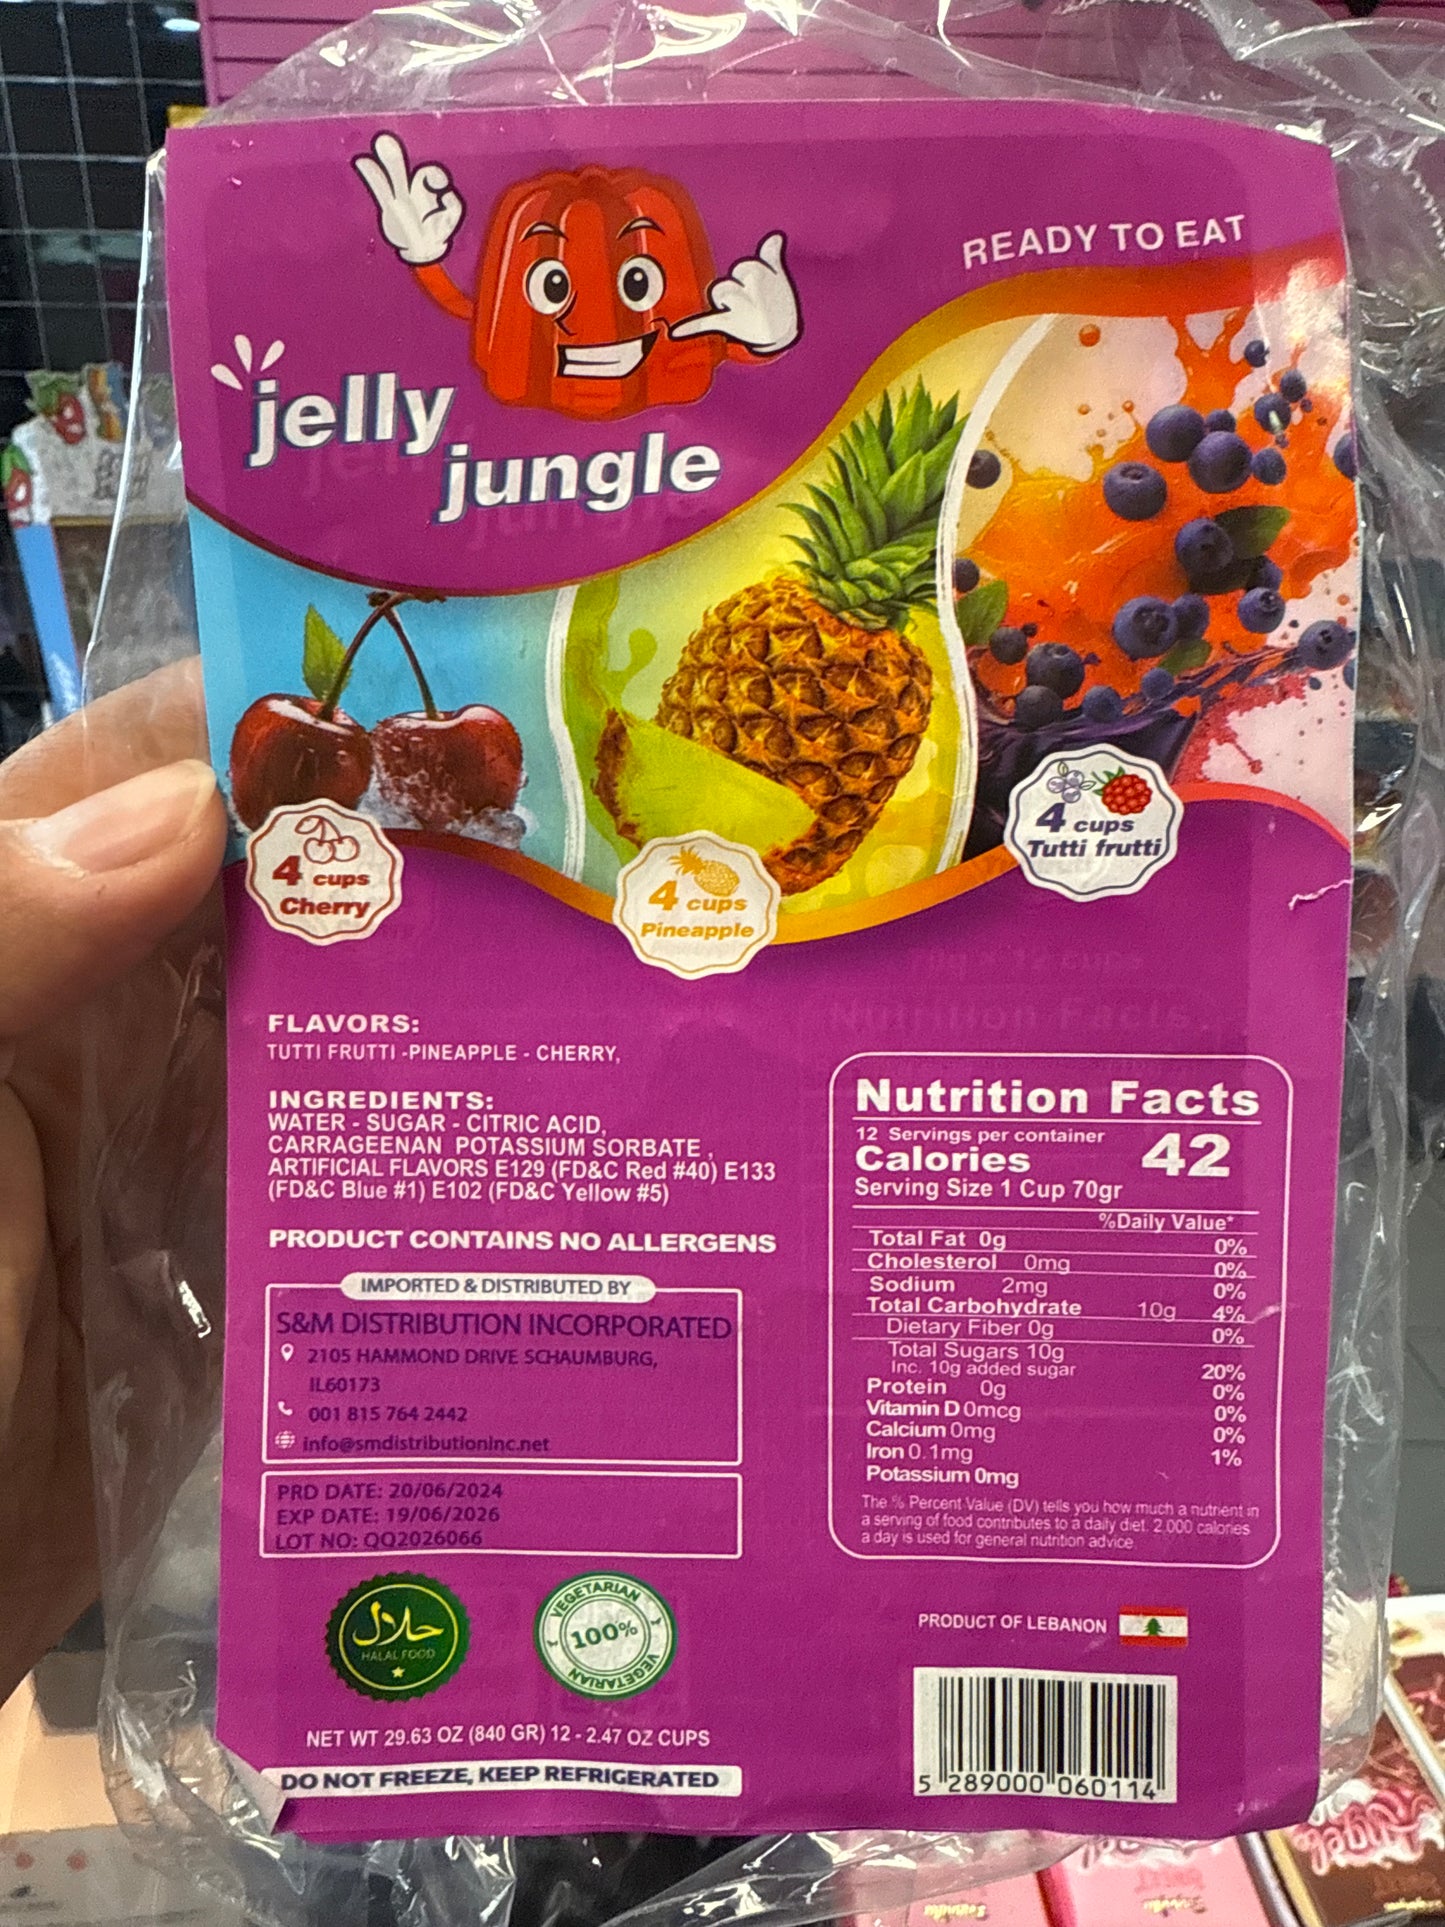 READY TO EAT
jelly
jungle
4 cups
Cherry
4 cups
Pineapple
4 cups
Tutti frutti
FLAVORS:
TUTTI FRUTTI -PINEAPPLE - CHERRY,
INGREDIENTS:
WATER - SUGAR - CITRIC ACID,
CARRAGEENAN POTASSIUM SORBATE ,
ARTIFICIAL FLAVORS E129 (FD&C Red #40) E133
(FD&C Blue #1) E102 (FD&C Yellow #5)
PRODUCT CONTAINS NO ALLERGENS
IMPORTED & DISTRIBUTED BY
S&M DISTRIBUTION INCORPORATED
2105 HAMMOND DRIVE SCHAUMBURG,
IL60173
001 815 764 2442
info@smdistributioninc.net
PRD DATE: 20/06/2024
EXP DATE: 19/06/2026
LOT NO: QQ2026066
حلال
HALAL FOOD
VEGETARIAN
100%
VEGETARIAN
NET WT 29.63 OZ (840 GR) 12 - 2.47 OZ CUPS
DO NOT FREEZE, KEEP REFRIGERATED
Nutrition Facts
12 Servings per container
Calories 42
Serving Size 1 Cup 70gr
%Daily Value*
Total Fat 0g 0%
Cholesterol 0mg 0%
Sodium 2mg 0%
Total Carbohydrate 10g 4%
Dietary Fiber 0g 0%
Total Sugars 10g
Inc. 10g added sugar 20%
Protein 0g 0%
Vitamin D 0mcg 0%
Calcium 0mg 0%
Iron 0.1mg 1%
Potassium 0mg
The % Percent Value (DV) tells you how much a nutrient in
a serving of food contributes to a daily diet. 2,000 calories
a day is used for general nutrition advice
PRODUCT OF LEBANON
5 289000 060114